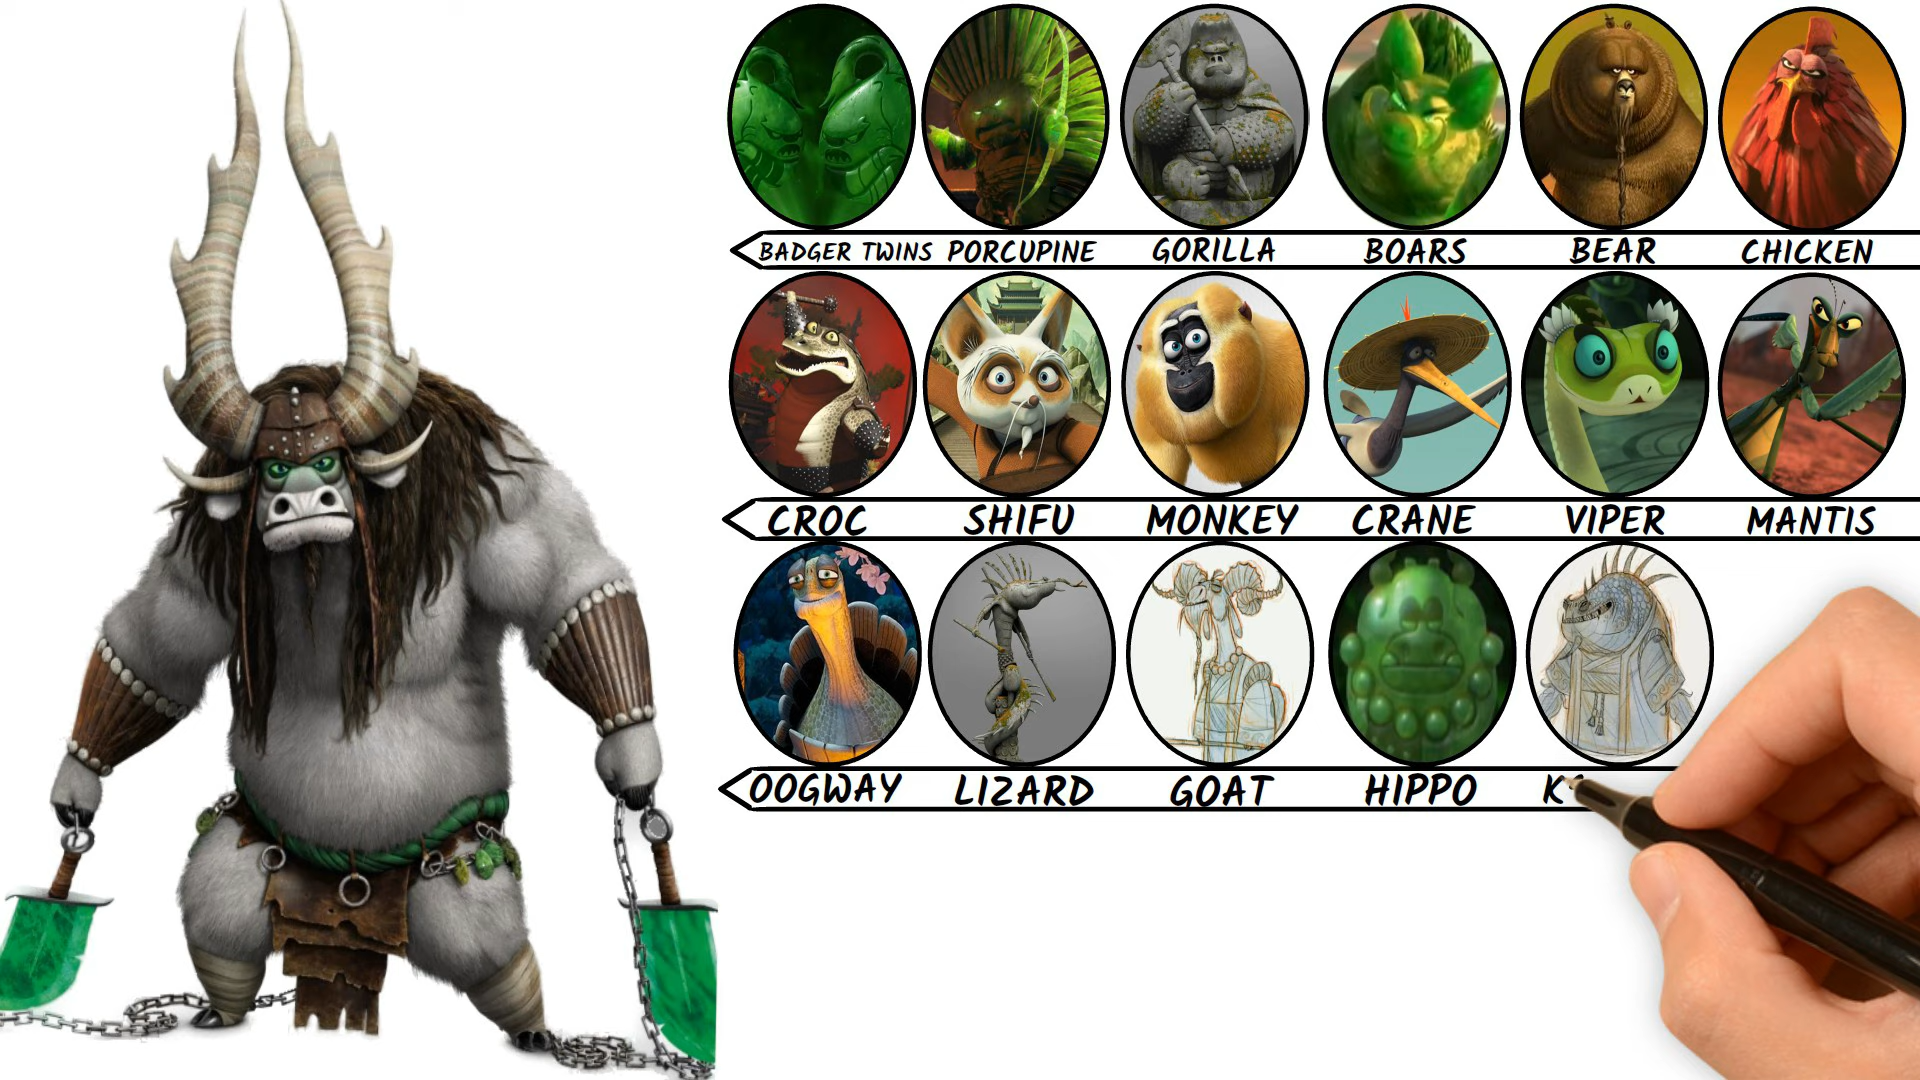 BADGER TWINS PORCUPINE GORILLA BOARS BEAR CHICKEN
CROC SHIFU MONKEY CRANE VIPER MANTIS
OOGWAY LIZARD GOAT HIPPO K